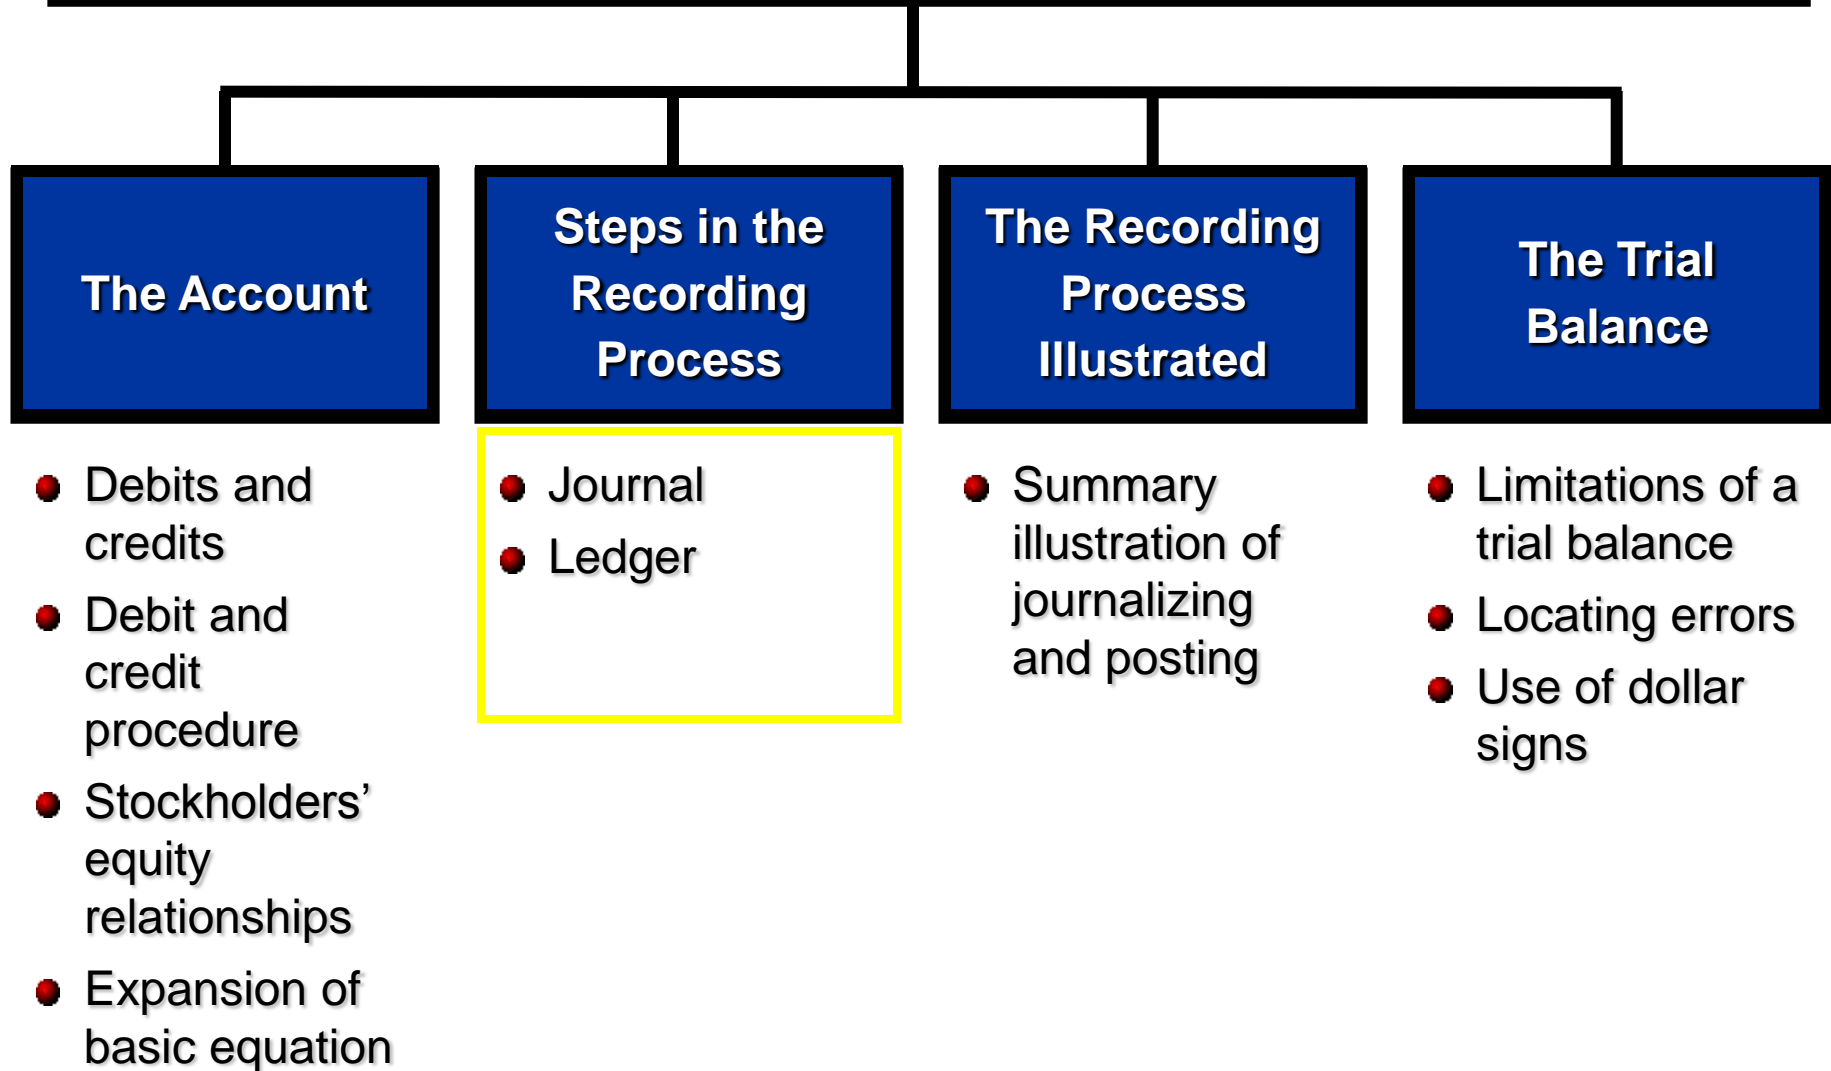 The Account
Debits and
credits
Debit and
credit
procedure
Stockholders’
equity
relationships
Expansion of
basic equation
Steps in the
Recording
Process
Journal
Ledger
The Recording
Process
Illustrated
Summary
illustration of
journalizing
and posting
The Trial
Balance
Limitations of a
trial balance
Locating errors
Use of dollar
signs